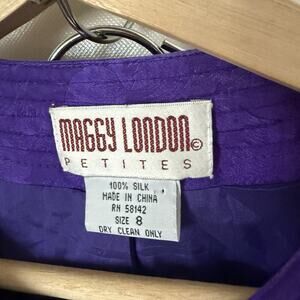 MAGGY LONDON©
PETITES
100% SILK
MADE IN CHINA
RN 58142
SIZE 8
DRY CLEAN ONLY